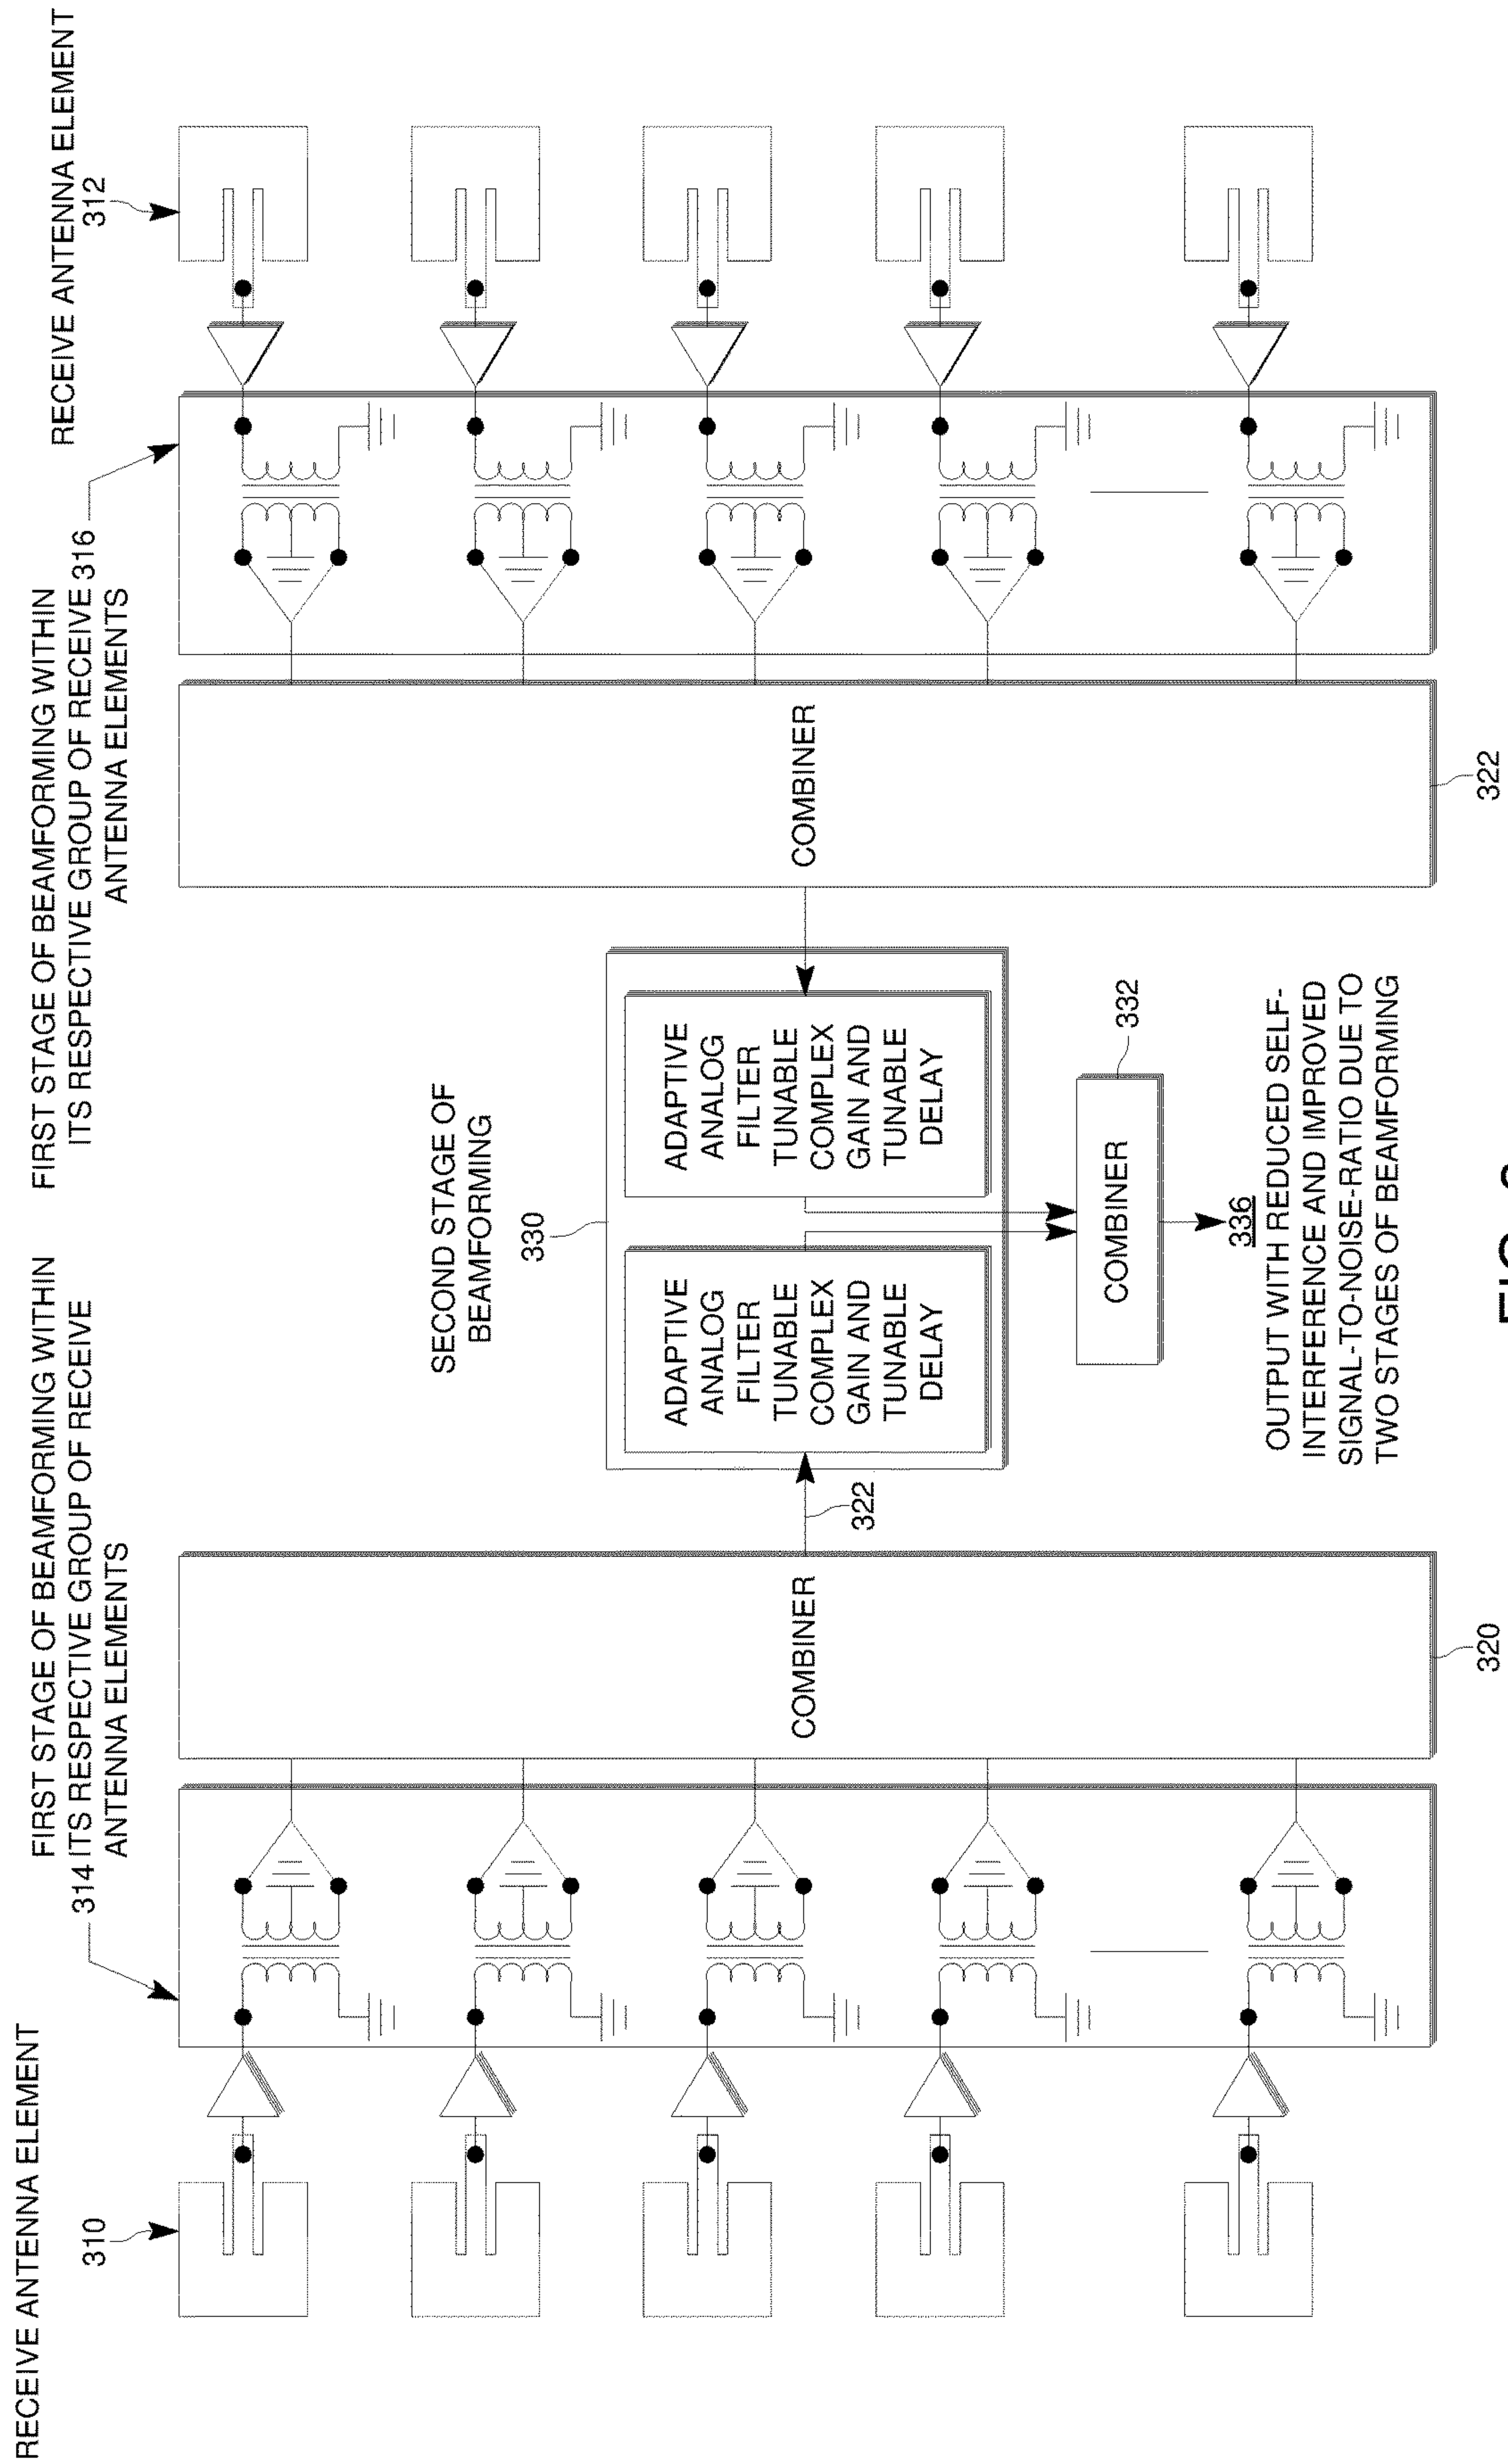 RECEIVE ANTENNA ELEMENT
310
FIRST STAGE OF BEAMFORMING WITHIN
314 ITS RESPECTIVE GROUP OF RECEIVE
ANTENNA ELEMENTS
FIRST STAGE OF BEAMFORMING WITHIN
ITS RESPECTIVE GROUP OF RECEIVE 316
ANTENNA ELEMENTS
RECEIVE ANTENNA ELEMENT
312
COMBINER
320
322
SECOND STAGE OF
BEAMFORMING
330
ADAPTIVE
ANALOG
FILTER
TUNABLE
COMPLEX
GAIN AND
TUNABLE
DELAY
ADAPTIVE
ANALOG
FILTER
TUNABLE
COMPLEX
GAIN AND
TUNABLE
DELAY
COMBINER
322
COMBINER
332
336
OUTPUT WITH REDUCED SELF-
INTERFERENCE AND IMPROVED
SIGNAL-TO-NOISE-RATIO DUE TO
TWO STAGES OF BEAMFORMING
FIG.